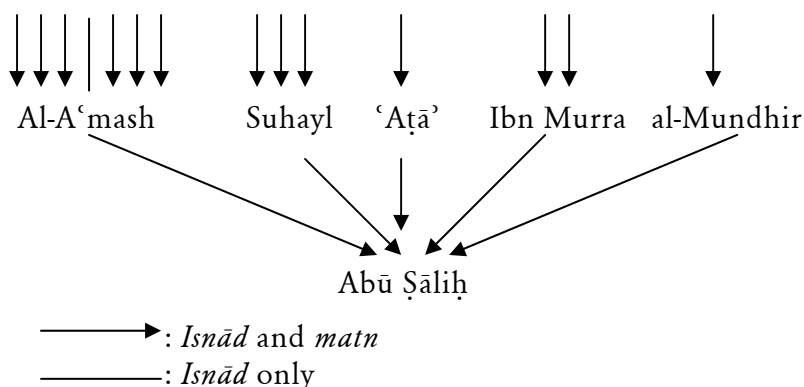 Al-Aʿmash Suhayl ʿAṭāʾ Ibn Murra al-Mundhir
Abū Ṣāliḥ
: Isnād and matn
: Isnād only